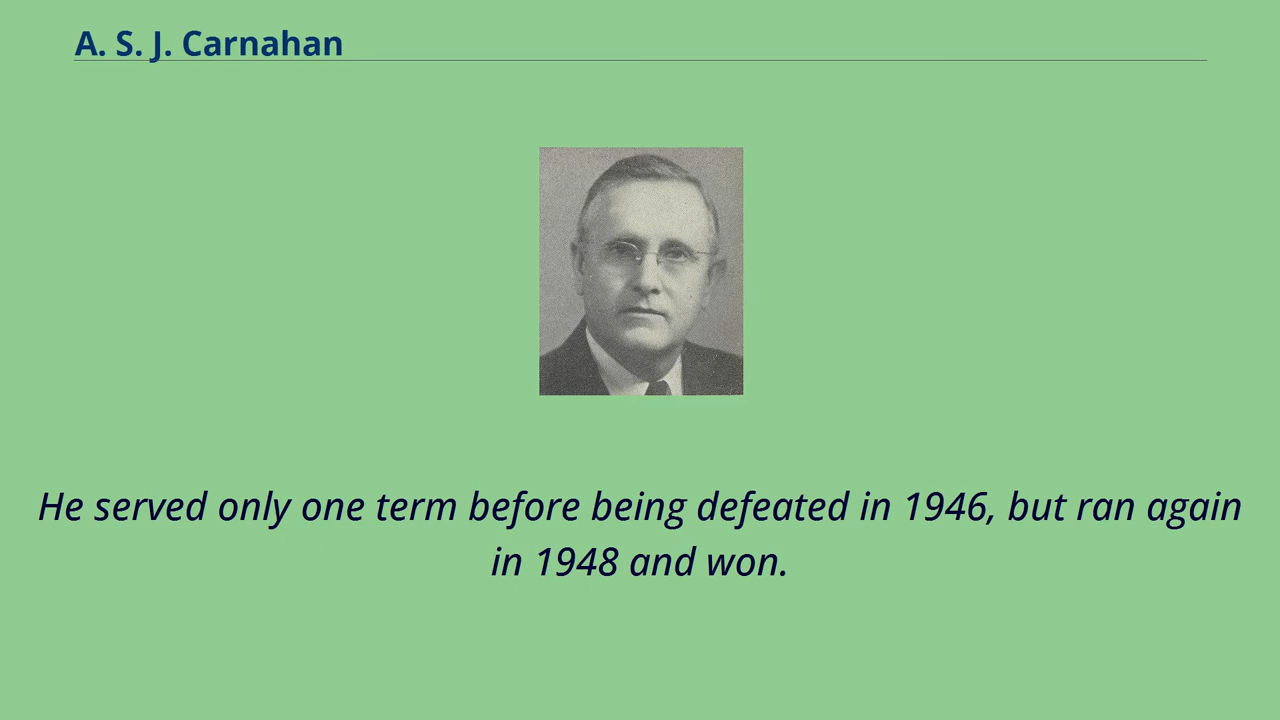 A. S. J. Carnahan
He served only one term before being defeated in 1946, but ran again
in 1948 and won.